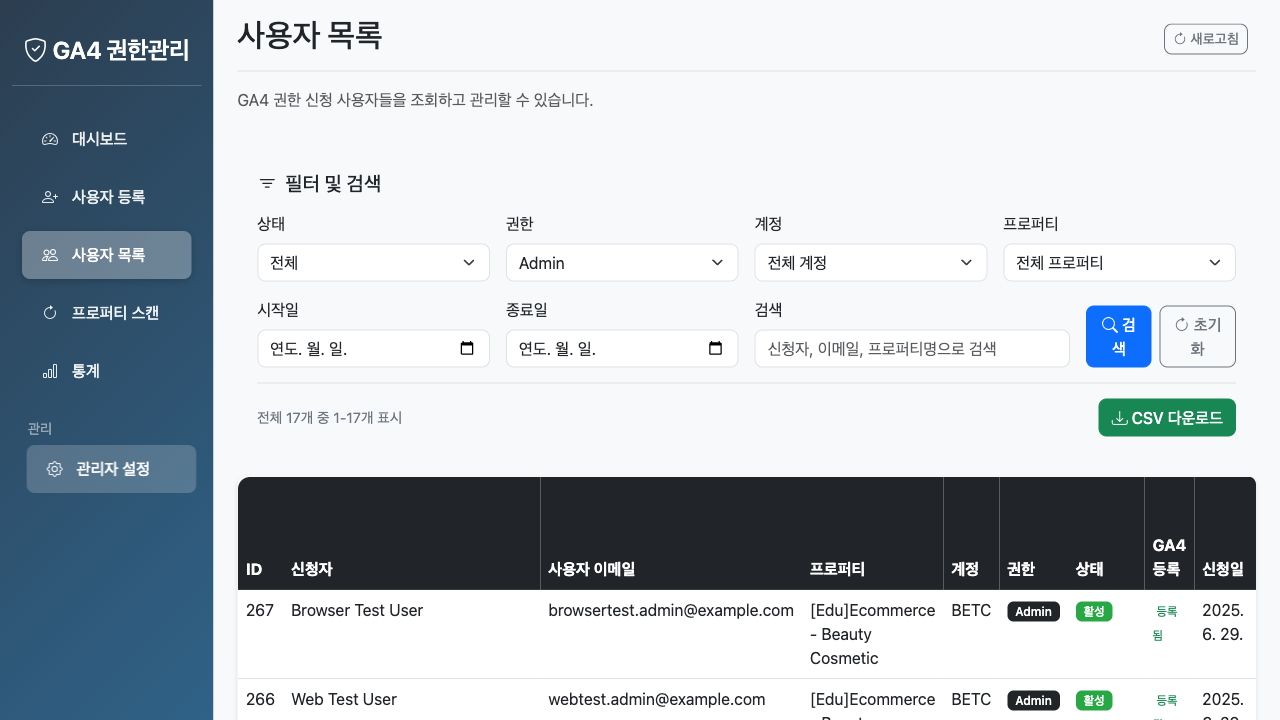 GA4 권한관리
대시보드
사용자 등록
사용자 목록
프로퍼티 스캔
통계
관리
관리자 설정
사용자 목록
새로고침
GA4 권한 신청 사용자들을 조회하고 관리할 수 있습니다.
필터 및 검색
상태 권한 계정 프로퍼티
전체 Admin 전체 계정 전체 프로퍼티
시작일 종료일 검색
연도. 월. 일. 연도. 월. 일. 신청자, 이메일, 프로퍼티명으로 검색
검
색
초기
화
전체 17개 중 1-17개 표시
CSV 다운로드
ID 신청자 사용자 이메일 프로퍼티 계정 권한 상태 GA4
등록 신청일
267 Browser Test User browsertest.admin@example.com [Edu]Ecommerce BETC Admin 활성 등록 2025.
- Beauty 됨 6. 29.
Cosmetic
266 Web Test User webtest.admin@example.com [Edu]Ecommerce BETC Admin 활성 등록 2025.